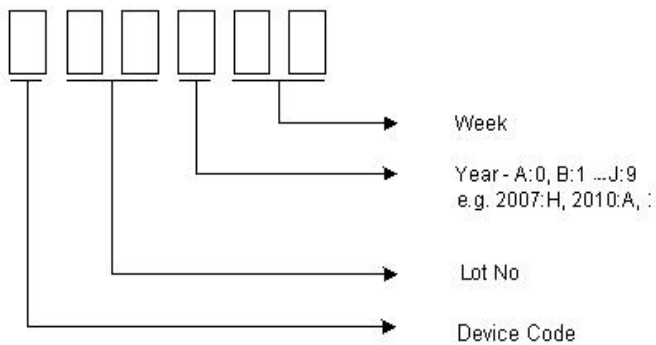 Week
Year - A:0, B:1 ...J:9
e.g. 2007:H, 2010:A, :
Lot No
Device Code